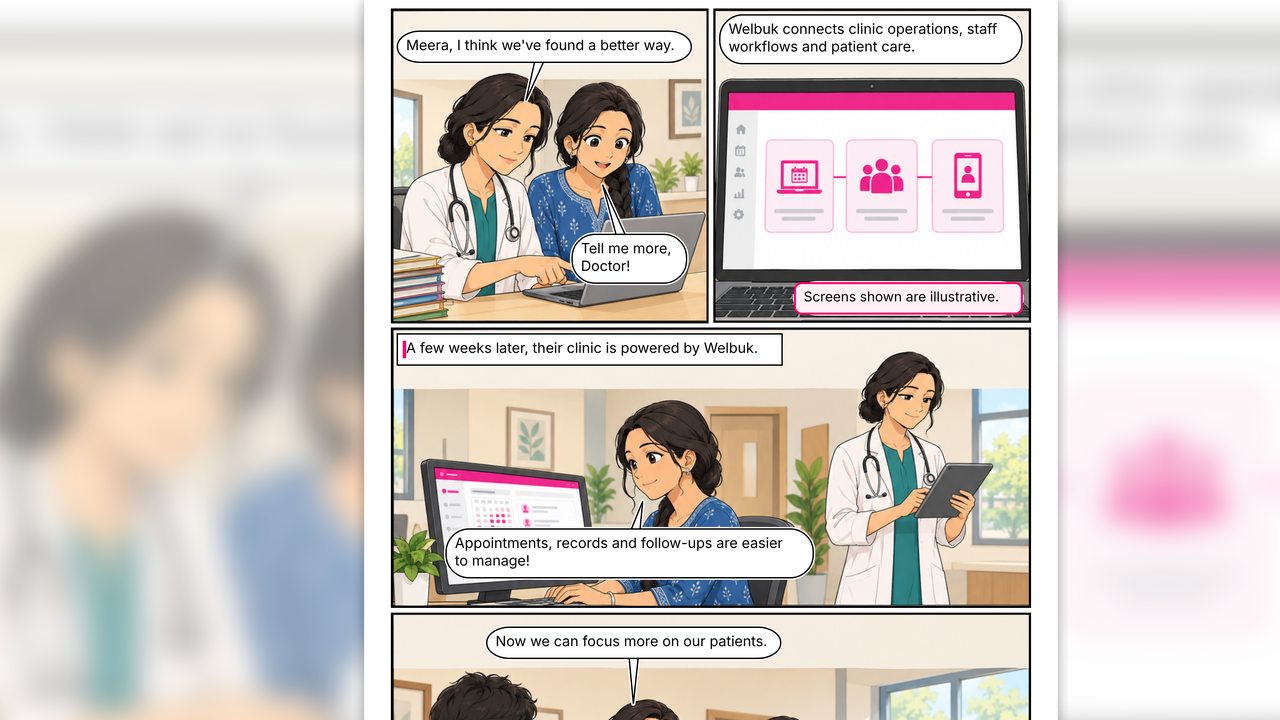 Meera, I think we've found a better way.
Tell me more,
Doctor!
Welbuk connects clinic operations, staff
workflows and patient care.
Screens shown are illustrative.
A few weeks later, their clinic is powered by Welbuk.
Appointments, records and follow-ups are easier
to manage!
Now we can focus more on our patients.